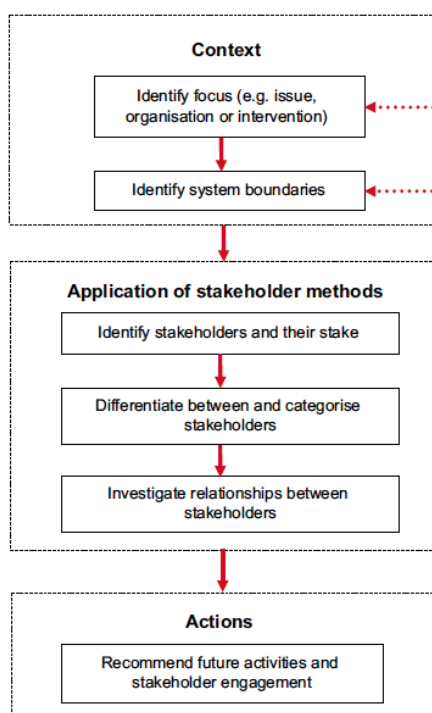 Context
Identify focus (e.g. issue,
organisation or intervention)
Identify system boundaries
Application of stakeholder methods
Identify stakeholders and their stake
Differentiate between and categorise
stakeholders
Investigate relationships between
stakeholders
Actions
Recommend future activities and
stakeholder engagement